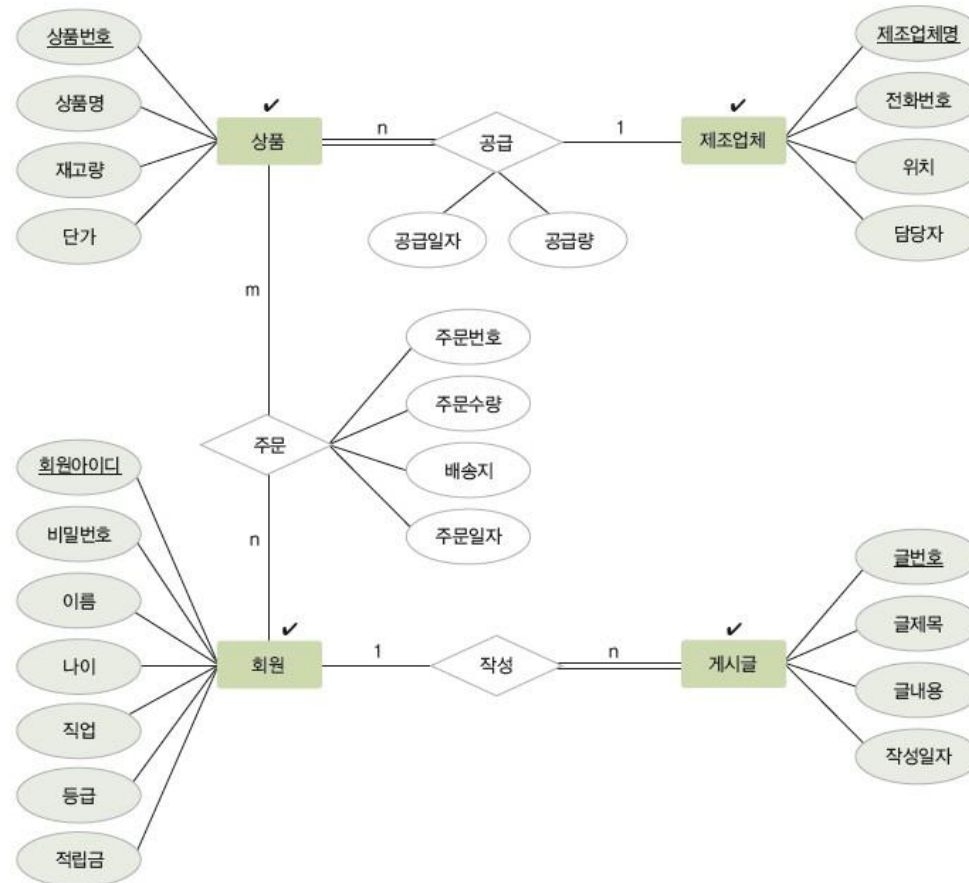 상품번호
상품명
재고량
단가
✔
상품
n
공급
1
✔
제조업체
제조업체명
전화번호
위치
담당자
공급일자
공급량
m
주문
주문번호
주문수량
배송지
주문일자
n
회원아이디
비밀번호
이름
나이
직업
등급
적립금
✔
회원
1
작성
n
✔
게시글
글번호
글제목
글내용
작성일자